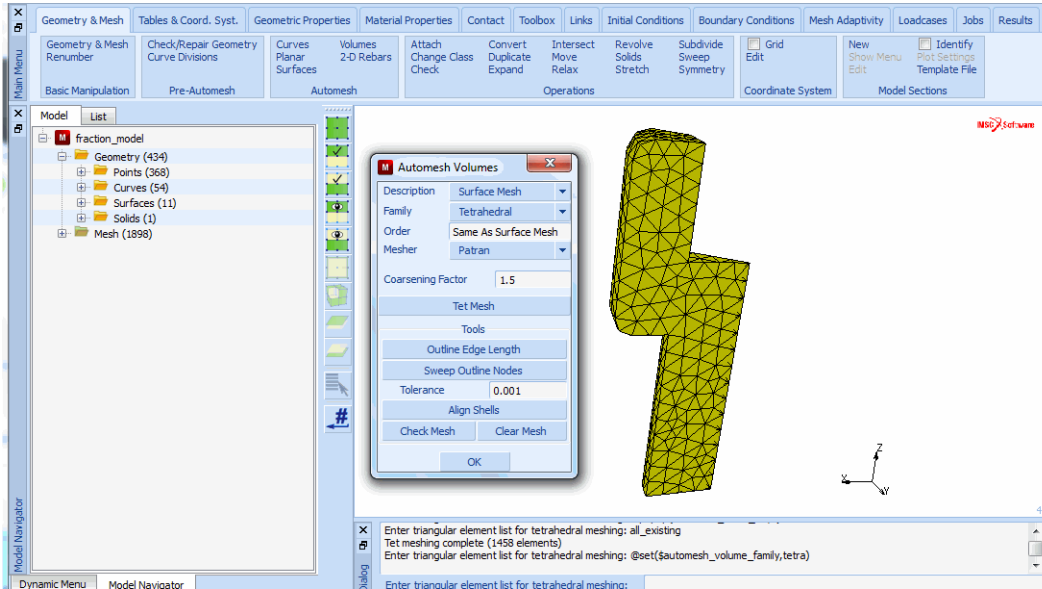 Geometry & Mesh Tables & Coord. Syst. Geometric Properties Material Properties Contact Toolbox Links Initial Conditions Boundary Conditions Mesh Adaptivity Loadcases Jobs Results
Main Menu
Geometry & Mesh
Renumber
Basic Manipulation
Check/Repair Geometry
Curve Divisions
Pre-Automesh
Curves Volumes
Planar 2-D Rebars
Surfaces
Automesh
Attach Convert Intersect Revolve Subdivide
Change Class Duplicate Move Solids Sweep
Check Expand Relax Stretch Symmetry
Operations
Grid
Edit
Coordinate System
New Identify
Show Menu Plot Settings
Edit Template File
Model Sections
Model List
fraction_model
Geometry (434)
Points (368)
Curves (54)
Surfaces (11)
Solids (1)
Mesh (1898)
Model Navigator
Dynamic Menu Model Navigator
#
M Automesh Volumes
Description Surface Mesh
Family Tetrahedral
Order Same As Surface Mesh
Mesher Patran
Coarsening Factor 1.5
Tet Mesh
Tools
Outline Edge Length
Sweep Outline Nodes
Tolerance 0.001
Align Shells
Check Mesh Clear Mesh
OK
MSC Software
Z
X
Y
4
Enter triangular element list for tetrahedral meshing: all_existing
Tet meshing complete (1458 elements)
Enter triangular element list for tetrahedral meshing: @set($automesh_volume_family,tetra)
Enter triangular element list for tetrahedral meshing: